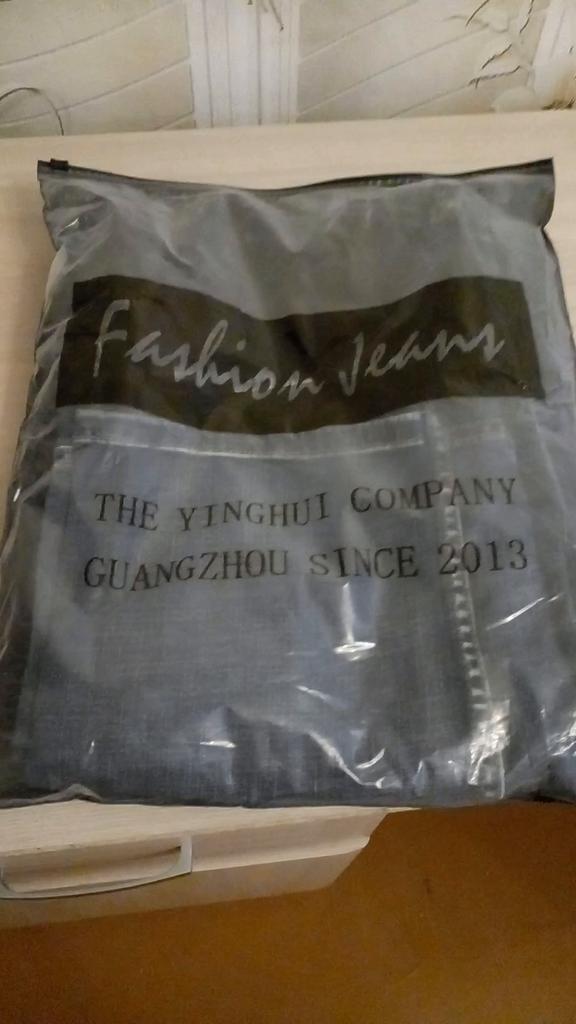 Fashion Jeans
THE YINGHUI COMPANY
GUANGZHOU SINCE 2013